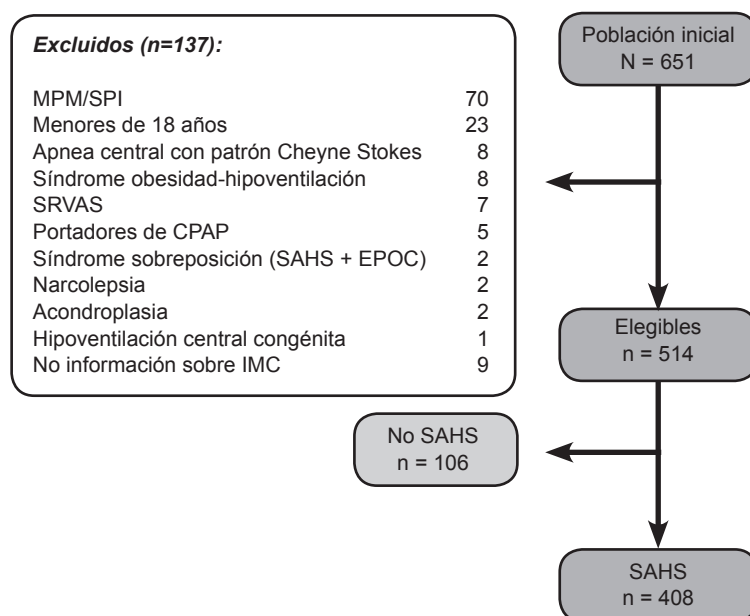 Excluidos (n=137):
MPM/SPI 70
Menores de 18 años 23
Apnea central con patrón Cheyne Stokes 8
Síndrome obesidad-hipoventilación 8
SRVAS 7
Portadores de CPAP 5
Síndrome sobreposición (SAHS + EPOC) 2
Narcolepsia 2
Acondroplasia 2
Hipoventilación central congénita 1
No información sobre IMC 9
Población inicial
N = 651
Elegibles
n = 514
No SAHS
n = 106
SAHS
n = 408